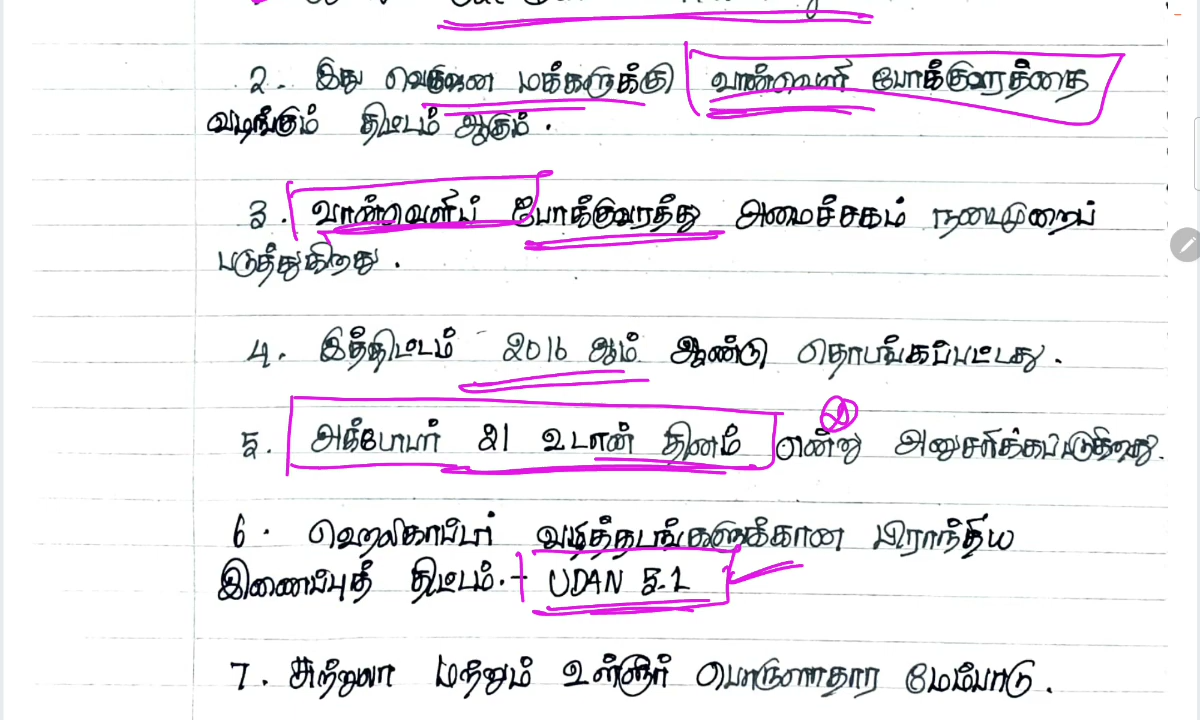 2. இது வெகுஜன மக்களுக்கு வான்வெளி போக்குவரத்தை
வழங்கும் திட்டம் ஆகும்.
3. வான்வெளிப் போக்குவரத்து அமைச்சகம் நடைமுறைப்
படுத்துகிறது.
4. இத்திட்டம் 2016 ஆம் ஆண்டு தொடங்கப்பட்டது.
5. அக்டோபர் 21 உடான் தினம் என்று அனுசரிக்கப்படுகிறது.
6. ஹெலிகாப்டர் வழித்தடங்களுக்கான பிராந்திய
இணைப்புத் திட்டம். - UDAN 5.1
7. சுற்றுலா மற்றும் உள்ளூர் பொருளாதார மேம்பாடு.